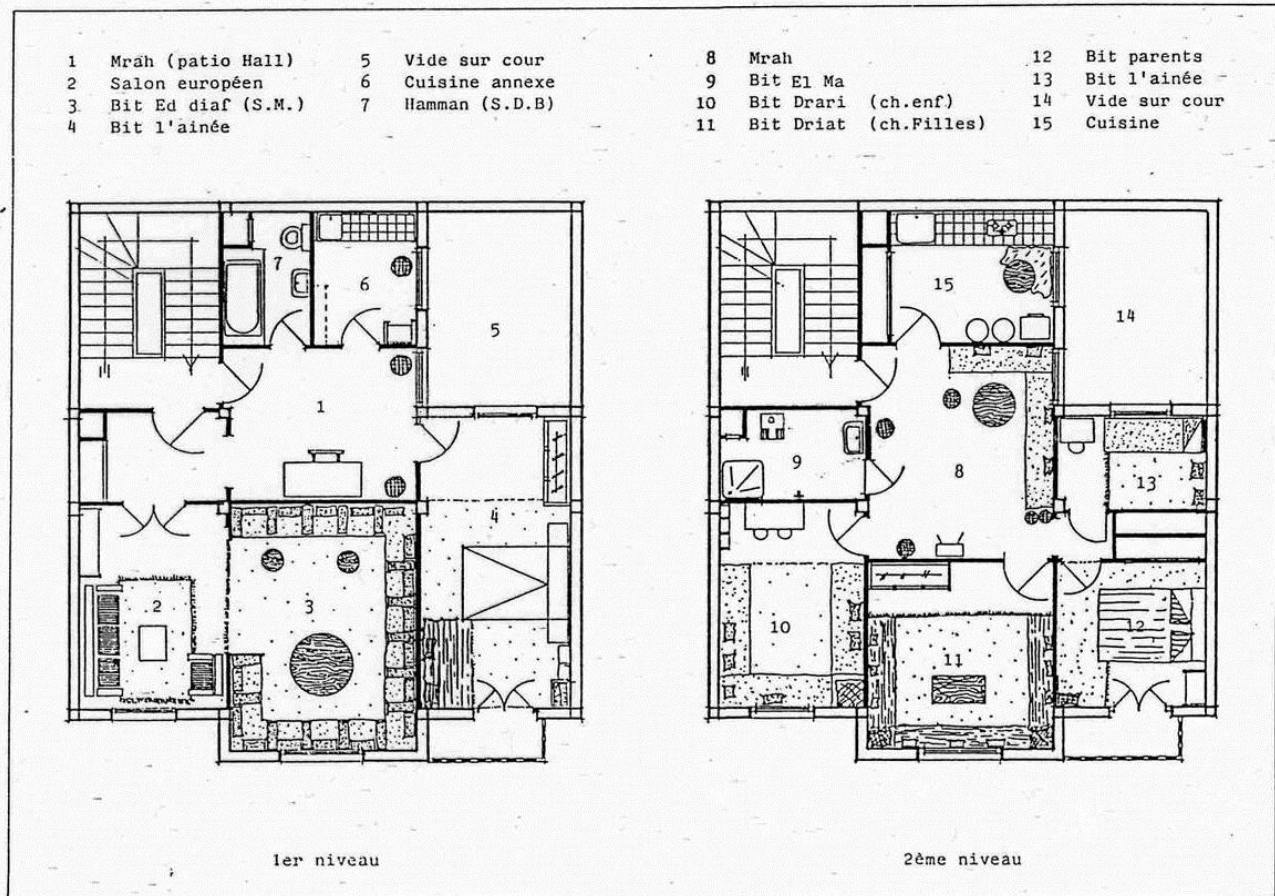 1 Mrah (patio Hall)
2 Salon européen
3 Bit Ed diaf (S.M.)
4 Bit l'ainée
5 Vide sur cour
6 Cuisine annexe
7 Hamman (S.D.B)
8 Mrah
9 Bit El Ma
10 Bit Drari (ch.enf.)
11 Bit Driat (ch.Filles)
12 Bit parents
13 Bit l'ainée
14 Vide sur cour
15 Cuisine
7
6
5
1
4
2
3
15
14
9
8
13
10
11
12
1er niveau
2ème niveau